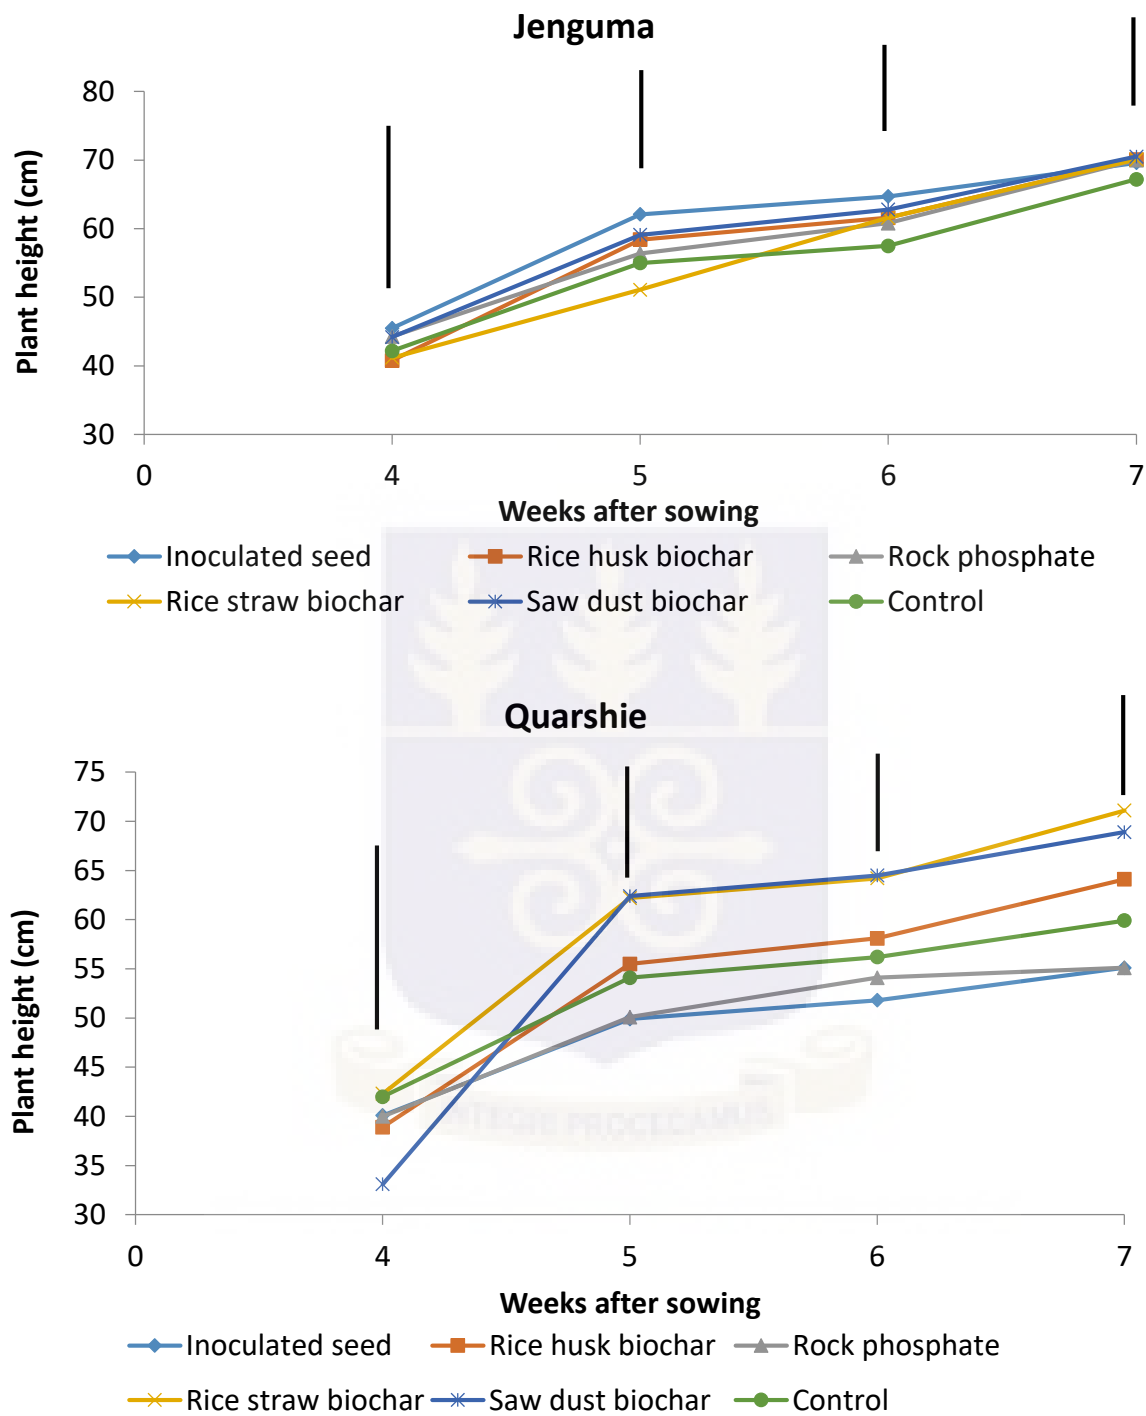 Jenguma
80
70
60
50
40
30
Plant height (cm)
0 4 5 6 7
Weeks after sowing
Inoculated seed Rice husk biochar Rock phosphate
Rice straw biochar Saw dust biochar Control
Quarshie
75
70
65
60
55
50
45
40
35
30
Plant height (cm)
PROCEDAMUS
0 4 5 6 7
Weeks after sowing
Inoculated seed Rice husk biochar Rock phosphate
Rice straw biochar Saw dust biochar Control